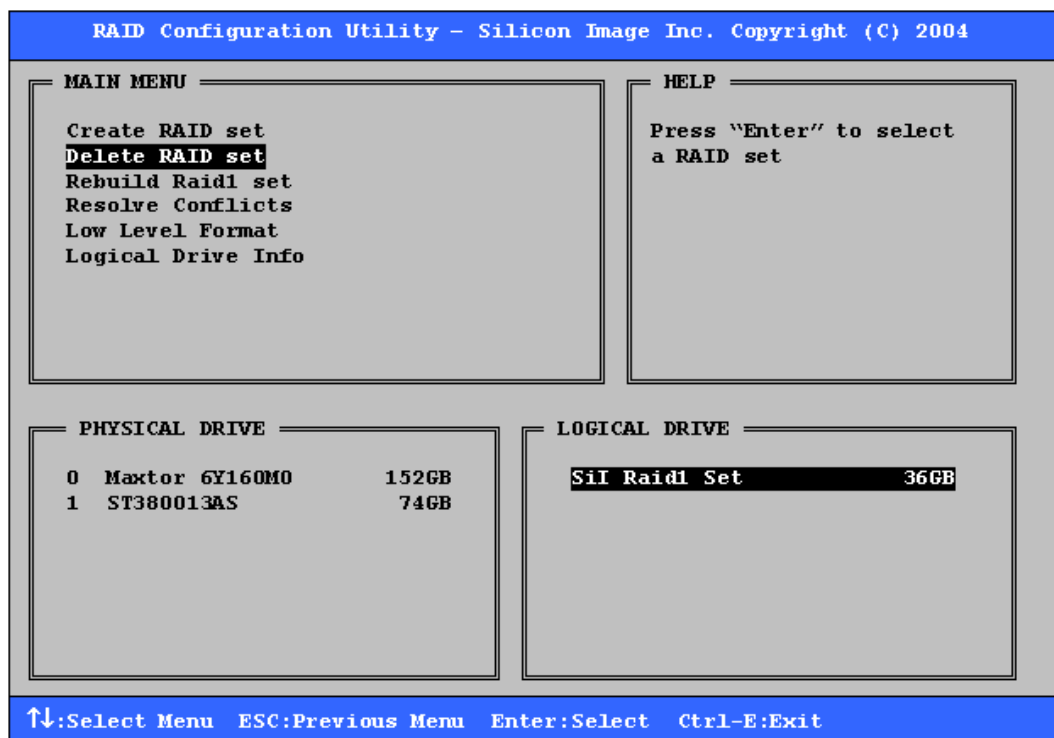 RAID Configuration Utility – Silicon Image Inc. Copyright (C) 2004
MAIN MENU
Create RAID set
Delete RAID set
Rebuild Raid1 set
Resolve Conflicts
Low Level Format
Logical Drive Info
HELP
Press “Enter” to select
a RAID set
PHYSICAL DRIVE
0 Maxtor 6Y160M0 152GB
1 ST380013AS 74GB
LOGICAL DRIVE
SiI Raid1 Set 36GB
↑↓:Select Menu ESC:Previous Menu Enter:Select Ctrl-E:Exit